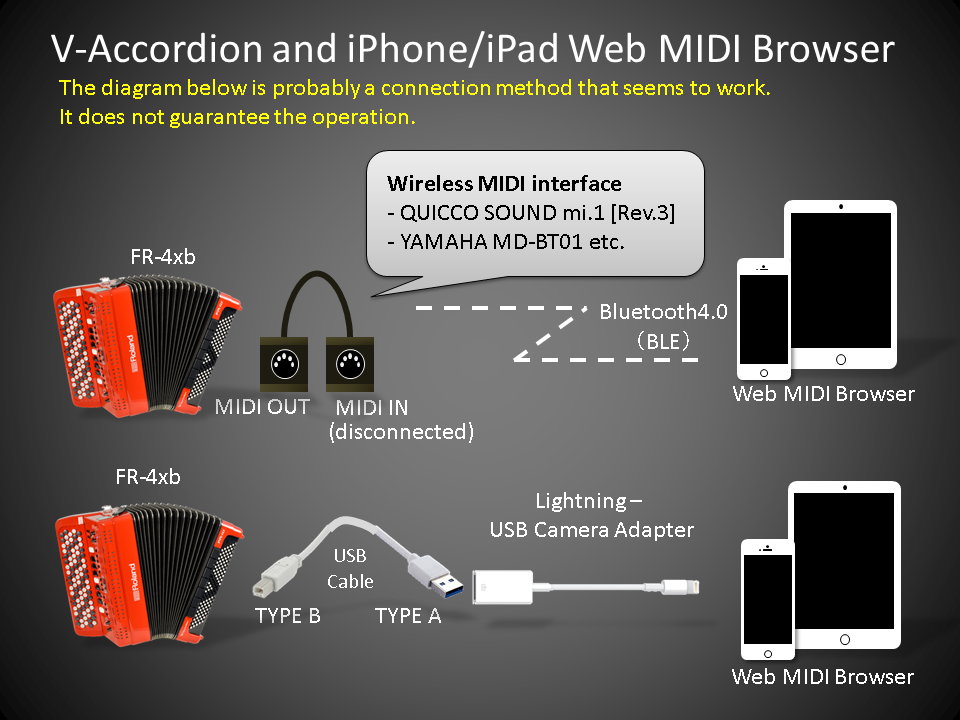 V-Accordion and iPhone/iPad Web MIDI Browser
The diagram below is probably a connection method that seems to work.
It does not guarantee the operation.
Wireless MIDI interface
- QUICCO SOUND mi.1 [Rev.3]
- YAMAHA MD-BT01 etc.
FR-4xb
Roland
Bluetooth4.0
（BLE）
MIDI OUT
MIDI IN
(disconnected)
Web MIDI Browser
FR-4xb
Roland
Lightning –
USB Camera Adapter
USB
Cable
TYPE B
TYPE A
Web MIDI Browser